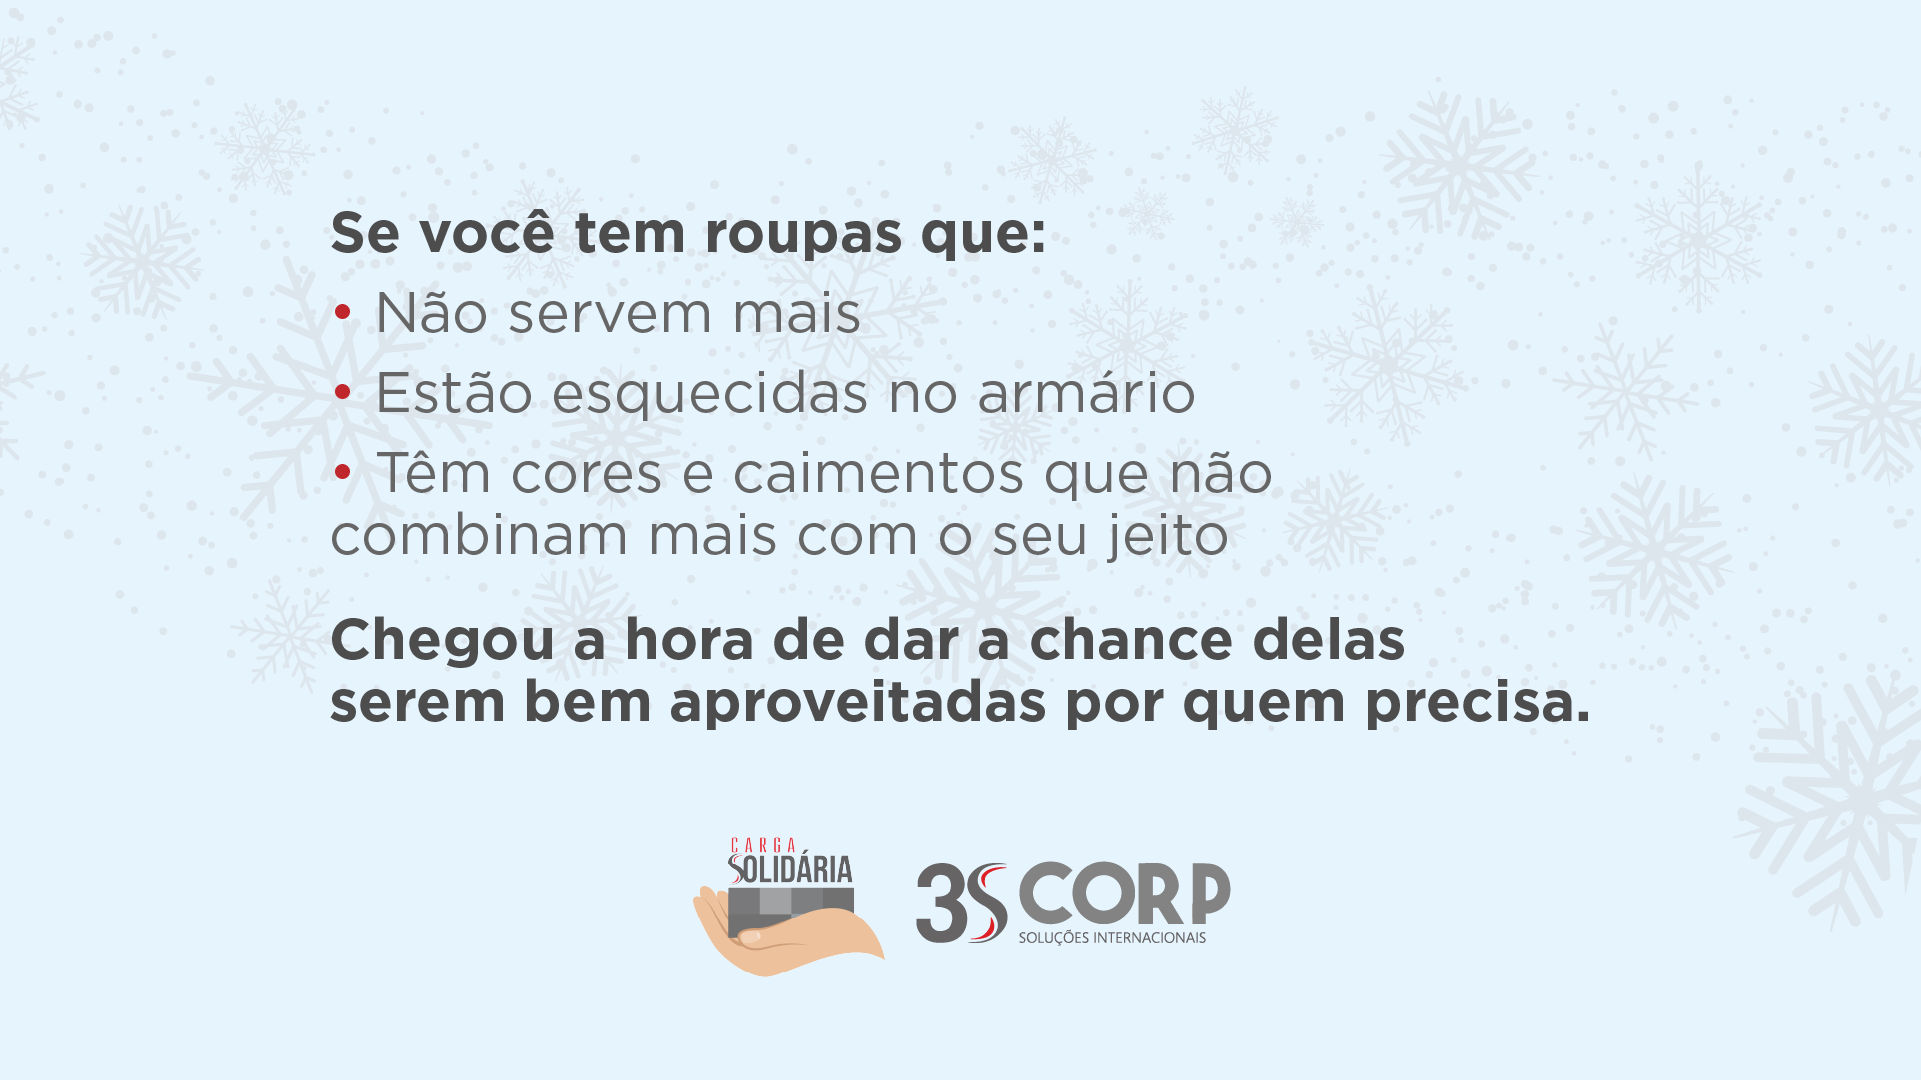 Se você tem roupas que:
• Não servem mais
• Estão esquecidas no armário
• Têm cores e caimentos que não
combinam mais com o seu jeito
Chegou a hora de dar a chance delas
serem bem aproveitadas por quem precisa.
CARGA
SOLIDÁRIA
3S CORP
SOLUÇÕES INTERNACIONAIS